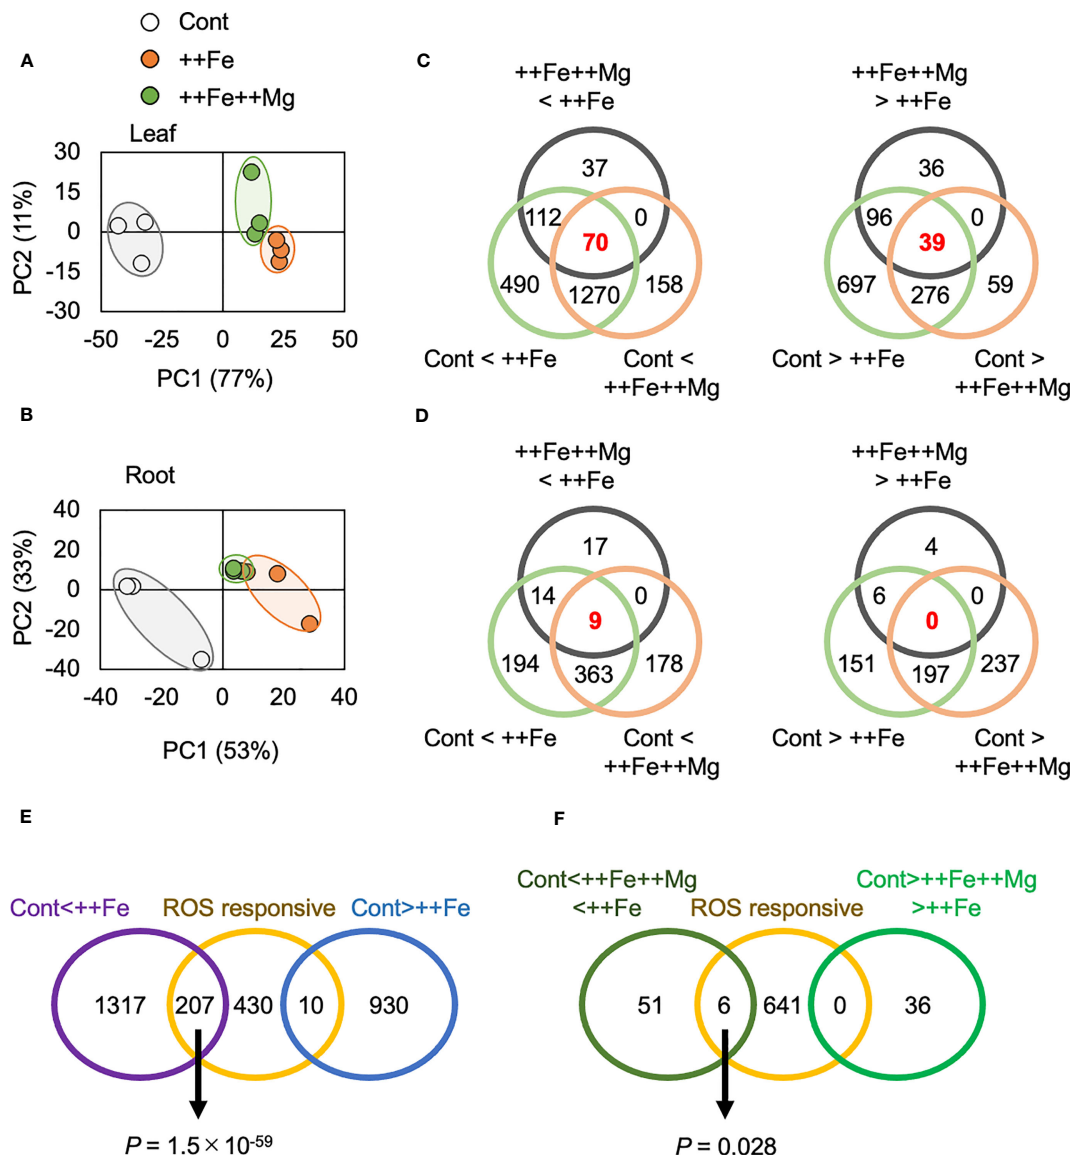 Cont
++Fe
++Fe++Mg
A
Leaf
30
15
0
-15
-30
PC2 (11%)
-50 -25 0 25 50
PC1 (77%)
B
Root
40
20
0
-20
-40
PC2 (33%)
-40 -20 0 20 40
PC1 (53%)
C
++Fe++Mg
< ++Fe
37
112 0
70
490 1270 158
Cont < ++Fe
Cont <
++Fe++Mg
++Fe++Mg
> ++Fe
36
96 0
39
697 276 59
Cont > ++Fe
Cont >
++Fe++Mg
D
++Fe++Mg
< ++Fe
17
14 0
9
194 363 178
Cont < ++Fe
Cont <
++Fe++Mg
++Fe++Mg
> ++Fe
4
6 0
0
151 197 237
Cont > ++Fe
Cont >
++Fe++Mg
E
Cont<++Fe ROS responsive Cont>++Fe
1317 207 430 10 930
P = 1.5×10-59
F
Cont<++Fe++Mg
<++Fe
ROS responsive
Cont>++Fe++Mg
>++Fe
51 6 641 0 36
P = 0.028